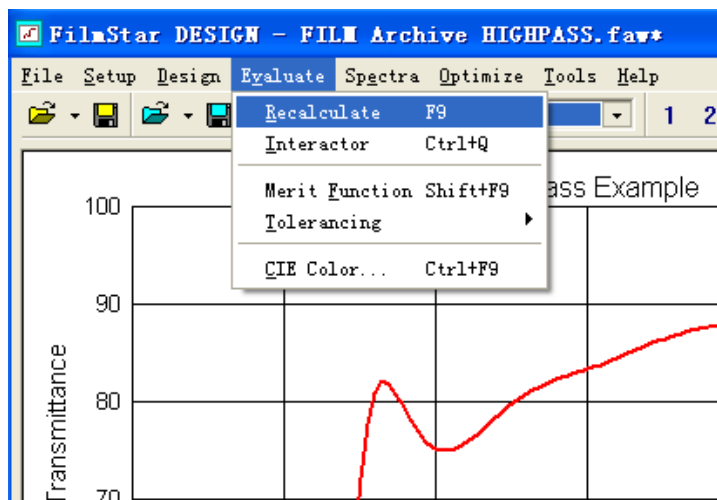 FilmStar DESIGN - FILM Archive HIGHPASS.faw*
File Setup Design Evaluate Spectra Optimize Tools Help
1 2
Recalculate F9
Interactor Ctrl+Q
Merit Function Shift+F9
Tolerancing
CIE Color... Ctrl+F9
ass Example
100
90
80
70
Transmittance